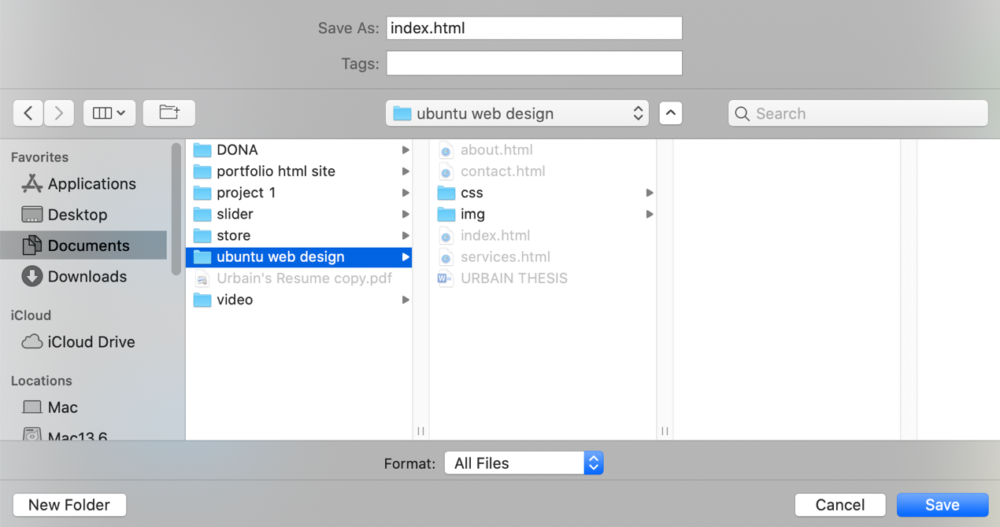 Save As: index.html
Tags:
ubuntu web design
Search
Favorites
Applications
Desktop
Documents
Downloads
iCloud
iCloud Drive
Locations
Mac
Mac13.6
DONA
portfolio html site
project 1
slider
store
ubuntu web design
Urbain's Resume copy.pdf
video
about.html
contact.html
css
img
index.html
services.html
W
URBAIN THESIS
Format: All Files
New Folder
Cancel
Save